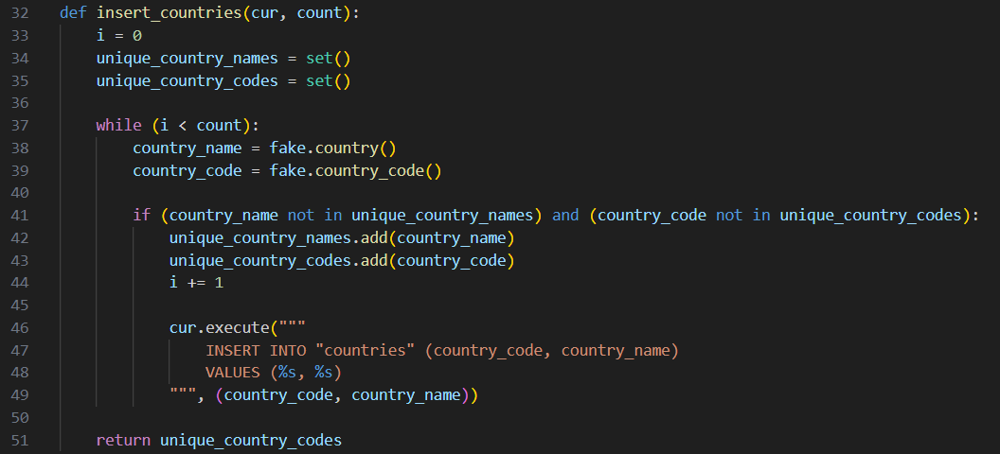 32 def insert_countries(cur, count):
33     i = 0
34     unique_country_names = set()
35     unique_country_codes = set()
36
37     while (i < count):
38         country_name = fake.country()
39         country_code = fake.country_code()
40
41         if (country_name not in unique_country_names) and (country_code not in unique_country_codes):
42             unique_country_names.add(country_name)
43             unique_country_codes.add(country_code)
44             i += 1
45
46             cur.execute("""
47                 INSERT INTO "countries" (country_code, country_name)
48                 VALUES (%s, %s)
49             """, (country_code, country_name))
50
51     return unique_country_codes